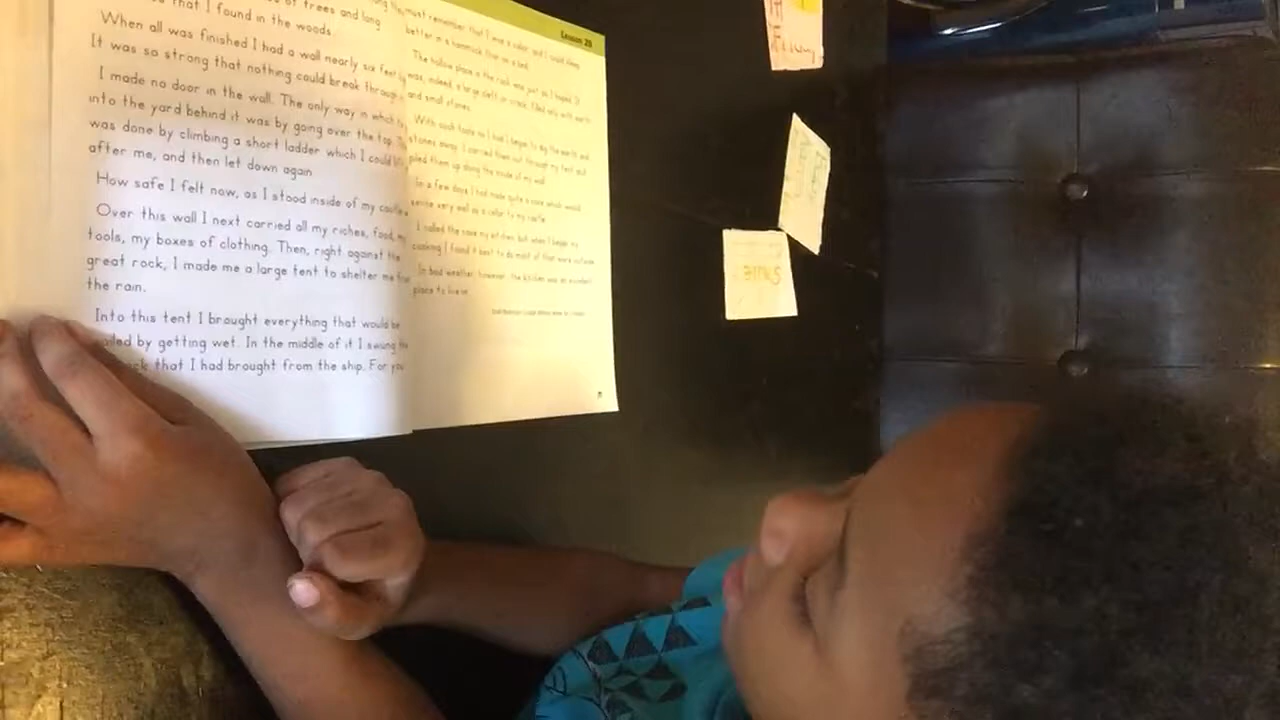 of trees and long
that I found in the woods.
When all was finished I had a wall nearly six feet
It was so strong that nothing could break through
I made no door in the wall. The only way in which
into the yard behind it was by going over the top.
was done by climbing a short ladder which I could
after me, and then let down again
How safe I felt now, as I stood inside of my castle
Over this wall I next carried all my riches, food,
tools, my boxes of clothing. Then, right against the
great rock, I made me a large tent to shelter me
the rain.
Into this tent I brought everything that would be
by getting wet. In the middle of it I swung
that I had brought from the ship. For you
Lesson 20
must remember that I was a sailor and I could sleep
better in a hammock than on a bed.
The hollow place in the rock was just as I hoped. It
was, indeed, a large cleft or crack, filled only with earth
and small stones.
With such tools as I had I began to dig the earth and
stones away. I carried them out through my tent and
piled them up along the inside of my wall
In a few days I had made quite a cave which would
serve very well as a cellar to my castle
I called the cave my kitchen, but when I began my
cooking I found it best to do most of that work outside
In bad weather, however, the kitchen was an excellent
place to live in